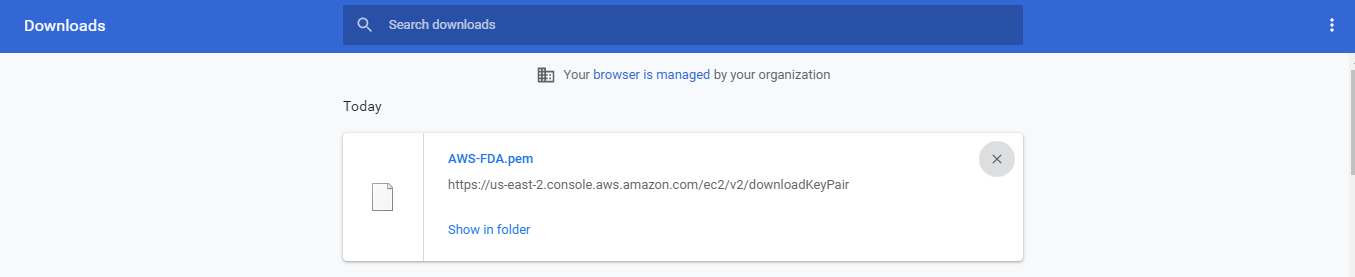 Downloads
Search downloads
Your browser is managed by your organization
Today
AWS-FDA.pem
https://us-east-2.console.aws.amazon.com/ec2/v2/downloadKeyPair
Show in folder